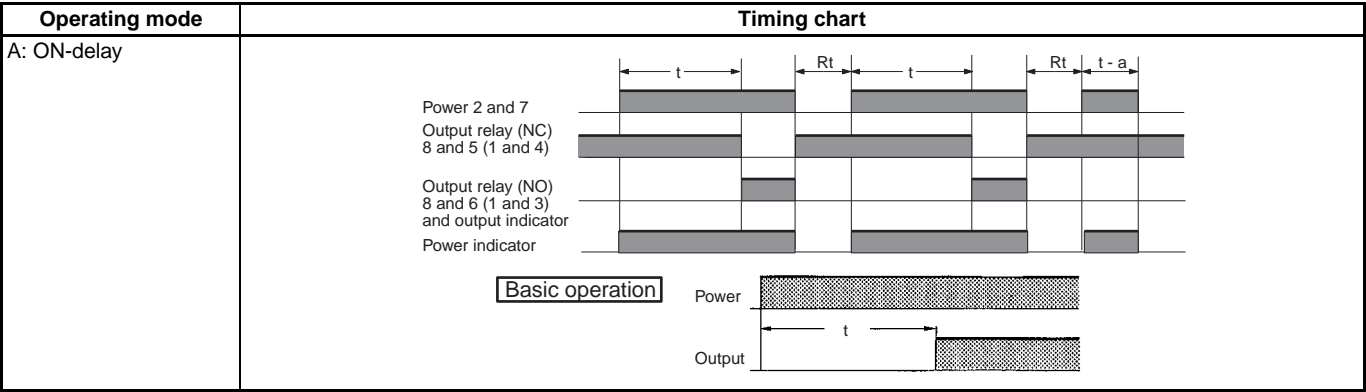 Operating mode
Timing chart
A: ON-delay
t
Rt
t
Rt
t - a
Power 2 and 7
Output relay (NC)
8 and 5 (1 and 4)
Output relay (NO)
8 and 6 (1 and 3)
and output indicator
Power indicator
Basic operation
Power
t
Output